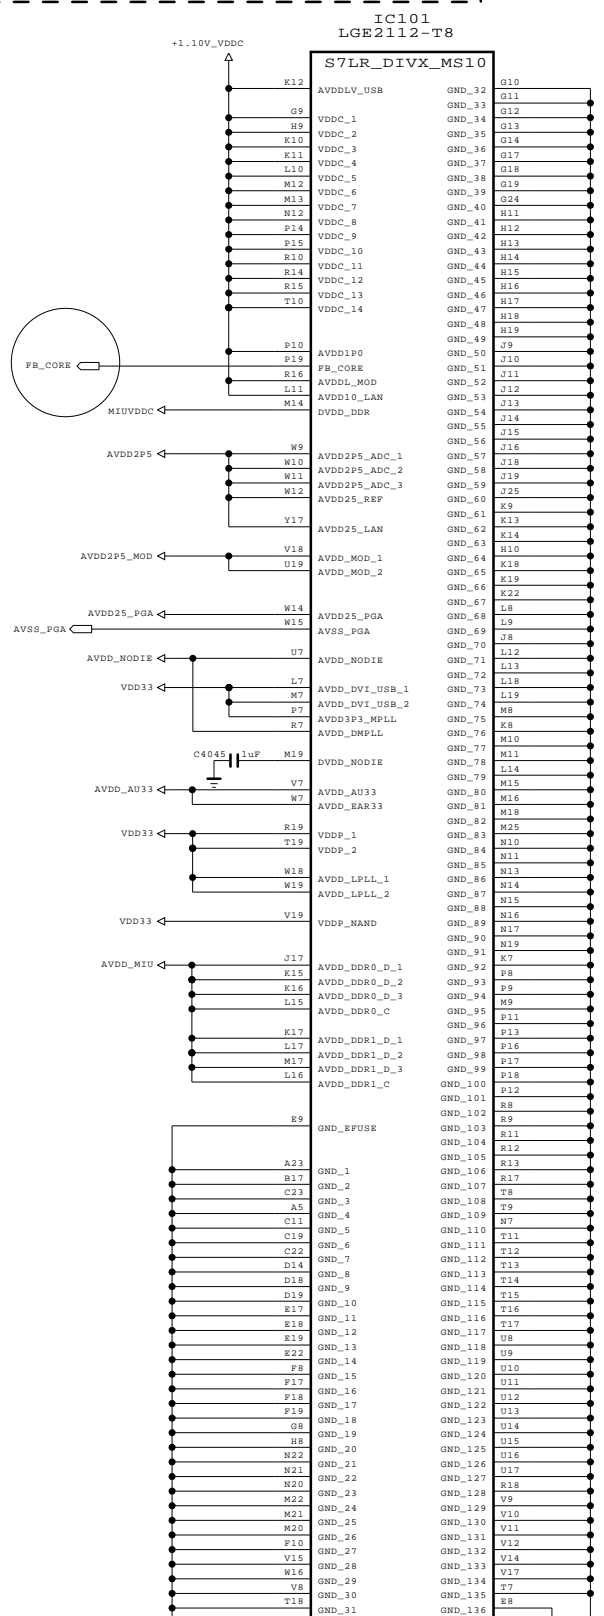 IC101
LGE2112-T8
+1.10V_VDDC
S7LR_DIVX_MS10
K12 AVDDLV_USB GND_32 G10
GND_33 G11
G9 VDDC_1 GND_34 G12
H9 VDDC_2 GND_35 G13
K10 VDDC_3 GND_36 G14
K11 VDDC_4 GND_37 G17
L10 VDDC_5 GND_38 G18
M12 VDDC_6 GND_39 G19
M13 VDDC_7 GND_40 G24
N12 VDDC_8 GND_41 H11
P14 VDDC_9 GND_42 H12
P15 VDDC_10 GND_43 H13
R10 VDDC_11 GND_44 H14
R14 VDDC_12 GND_45 H15
R15 VDDC_13 GND_46 H16
T10 VDDC_14 GND_47 H17
GND_48 H18
GND_49 H19
P10 AVDD1P0 GND_50 J9
FB_CORE P19 FB_CORE GND_51 J10
R16 AVDDL_MOD GND_52 J11
L11 AVDD10_LAN GND_53 J12
MIUVDDC M14 DVDD_DDR GND_54 J13
GND_55 J14
GND_56 J15
AVDD2P5 W9 AVDD2P5_ADC_1 GND_57 J16
W10 AVDD2P5_ADC_2 GND_58 J18
W11 AVDD2P5_ADC_3 GND_59 J19
W12 AVDD25_REF GND_60 J25
GND_61 K9
Y17 AVDD25_LAN GND_62 K13
GND_63 K14
AVDD2P5_MOD V18 AVDD_MOD_1 GND_64 H10
U19 AVDD_MOD_2 GND_65 K18
GND_66 K19
GND_67 K22
AVDD25_PGA W14 AVDD25_PGA GND_68 L8
AVSS_PGA W15 AVSS_PGA GND_69 L9
GND_70 J8
AVDD_NODIE U7 AVDD_NODIE GND_71 L12
GND_72 L13
VDD33 L7 AVDD_DVI_USB_1 GND_73 L18
M7 AVDD_DVI_USB_2 GND_74 L19
P7 AVDD3P3_MPLL GND_75 M8
R7 AVDD_DMPLL GND_76 K8
GND_77 M10
C4045 1uF M19 DVDD_NODIE GND_78 M11
GND_79 L14
AVDD_AU33 V7 AVDD_AU33 GND_80 M15
W7 AVDD_EAR33 GND_81 M16
GND_82 M18
VDD33 R19 VDDP_1 GND_83 M25
T19 VDDP_2 GND_84 N10
GND_85 N11
W18 AVDD_LPLL_1 GND_86 N13
W19 AVDD_LPLL_2 GND_87 N14
GND_88 N15
VDD33 V19 VDDP_NAND GND_89 N16
GND_90 N17
GND_91 N19
AVDD_MIU J17 AVDD_DDR0_D_1 GND_92 K7
K15 AVDD_DDR0_D_2 GND_93 P8
K16 AVDD_DDR0_D_3 GND_94 P9
L15 AVDD_DDR0_C GND_95 M9
GND_96 P11
K17 AVDD_DDR1_D_1 GND_97 P13
L17 AVDD_DDR1_D_2 GND_98 P16
M17 AVDD_DDR1_D_3 GND_99 P17
L16 AVDD_DDR1_C GND_100 P18
GND_101 P12
GND_102 R8
E9 GND_EFUSE GND_103 R9
GND_104 R11
GND_105 R12
A23 GND_1 GND_106 R13
B17 GND_2 GND_107 R17
C23 GND_3 GND_108 T8
A5 GND_4 GND_109 T9
C11 GND_5 GND_110 N7
C19 GND_6 GND_111 T11
C22 GND_7 GND_112 T12
D14 GND_8 GND_113 T13
D18 GND_9 GND_114 T14
D19 GND_10 GND_115 T15
E17 GND_11 GND_116 T16
E18 GND_12 GND_117 T17
E19 GND_13 GND_118 U8
E22 GND_14 GND_119 U9
F8 GND_15 GND_120 U10
F17 GND_16 GND_121 U11
F18 GND_17 GND_122 U12
F19 GND_18 GND_123 U13
G8 GND_19 GND_124 U14
H8 GND_20 GND_125 U15
N22 GND_21 GND_126 U16
N21 GND_22 GND_127 U17
N20 GND_23 GND_128 R18
M22 GND_24 GND_129 V9
M21 GND_25 GND_130 V10
M20 GND_26 GND_131 V11
F10 GND_27 GND_132 V12
V15 GND_28 GND_133 V14
W16 GND_29 GND_134 V17
V8 GND_30 GND_135 T7
T18 GND_31 GND_136 E8